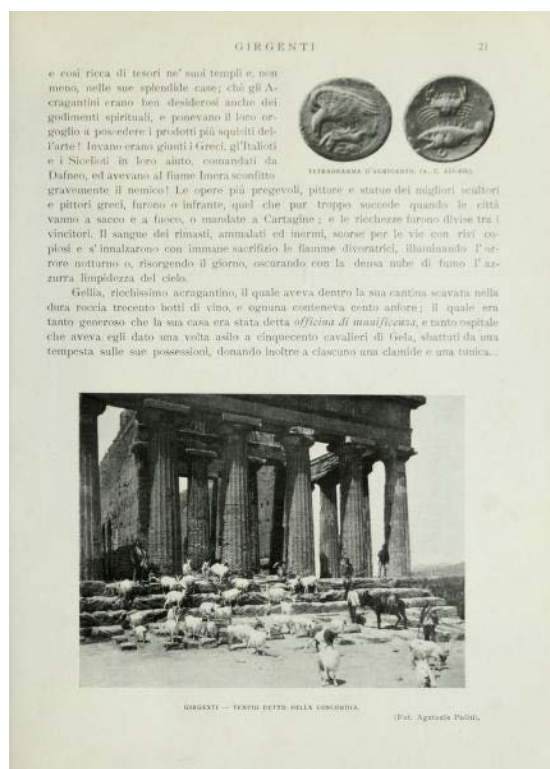 GIRGENTI 21
e così ricca di tesori ne' suoi templi e, non
meno, nelle sue splendide case; chè gli A-
cragantini erano ben desiderosi anche dei
godimenti spirituali, e ponevano il loro or-
goglio a possedere i prodotti più squisiti del-
l'arte! Invano erano giunti i Greci, gl'Italioti
e i Sicelioti in loro aiuto, comandati da
Dafneo, ed avevano al fiume Imera sconfitto
TETRADRAMMA D'AGRIGENTO.
gravemente il nemico! Le opere più pregevoli, pitture e statue dei migliori scultori
e pittori greci, furono o infrante, quel che pur troppo succede quando le città
vanno a sacco e a fuoco, o mandate a Cartagine; e le ricchezze furono divise tra i
vincitori. Il sangue dei rimasti, ammalati ed inermi, scorse per le vie con rivi co-
piosi e s'innalzarono con immane sacrifizio le fiamme divoratrici, illuminando l'or-
rore notturno o, risorgendo il giorno, oscurando con la densa nube di fumo l'az-
zurra limpidezza del cielo.
Gellia, ricchissimo acragantino, il quale aveva dentro la sua cantina scavata nella
dura roccia trecento botti di vino, e ognuna conteneva cento anfore; il quale era
tanto generoso che la sua casa era stata detta officina di munificenza, e tanto ospitale
che aveva egli dato una volta asilo a cinquecento cavalieri di Gela, sbattuti da una
tempesta sulle sue possessioni, donando inoltre a ciascuno una clamide e una tunica...
GIRGENTI — TEMPIO DETTO DELLA CONCORDIA.
(Fot. Agenzia Politi).